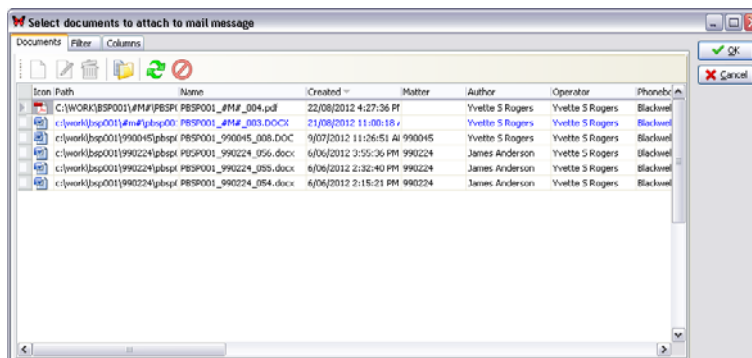 Select documents to attach to mail message
Documents Filter Columns
OK
Cancel
Icon Path Name Created Matter Author Operator Phonebo
C:\WORK\BSP001\#M#\PBSP( PBSP001_#M#_004.pdf 22/08/2012 4:27:36 PM Yvette S Rogers Yvette S Rogers Blackwel
c:\work\bsp001\#m#\pbsp00: PBSP001_#M#_003.DOCX 21/08/2012 11:00:18 Yvette S Rogers Yvette S Rogers Blackwel
c:\work\bsp001\990045\pbsp( PBSP001_990045_008.DOC 9/07/2012 11:26:51 AM 990045 Yvette S Rogers Yvette S Rogers Blackwel
c:\work\bsp001\990224\pbsp( PBSP001_990224_056.docx 6/06/2012 3:55:36 PM 990224 James Anderson Yvette S Rogers Blackwel
c:\work\bsp001\990224\pbsp( PBSP001_990224_055.docx 6/06/2012 2:32:40 PM 990224 James Anderson Yvette S Rogers Blackwel
c:\work\bsp001\990224\pbsp( PBSP001_990224_054.docx 6/06/2012 2:15:21 PM 990224 James Anderson Yvette S Rogers Blackwel